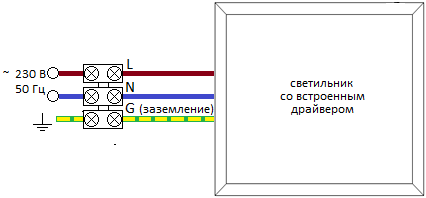 L
~ 230 В
50 Гц
N
G (заземление)
светильник
со встроенным
драйвером